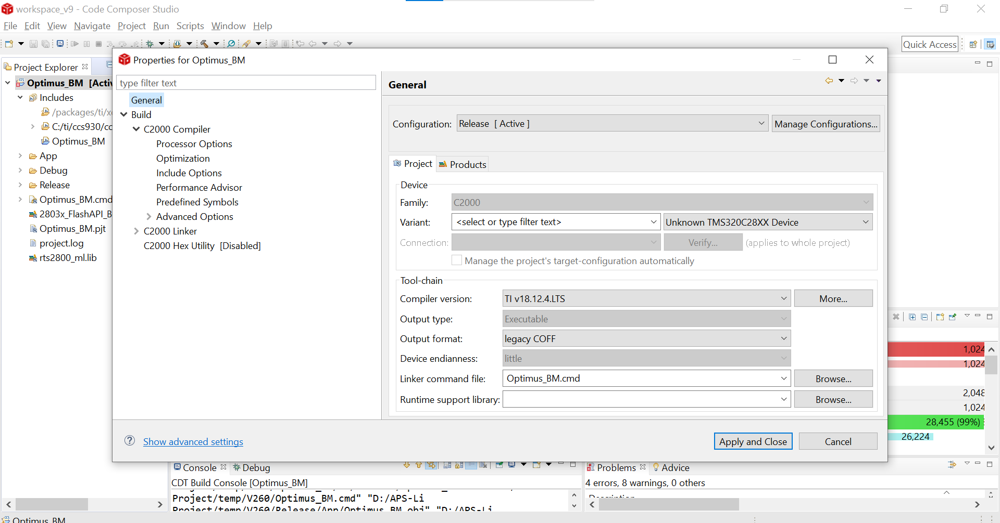 workspace_v9 - Code Composer Studio
File Edit View Navigate Project Run Scripts Window Help
Quick Access
Project Explorer
Optimus_BM [Activ
Includes
/packages/ti/x
C:/ti/ccs930/cc
Optimus_BM
App
Debug
Release
Optimus_BM.cmd
2803x_FlashAPI_B
Optimus_BM.pjt
project.log
rts2800_ml.lib
Properties for Optimus_BM
type filter text
General
Build
C2000 Compiler
Processor Options
Optimization
Include Options
Performance Advisor
Predefined Symbols
Advanced Options
C2000 Linker
C2000 Hex Utility [Disabled]
General
Configuration: Release [ Active ] Manage Configurations...
Project Products
Device
Family: C2000
Variant: <select or type filter text> Unknown TMS320C28XX Device
Connection: Verify... (applies to whole project)
Manage the project's target-configuration automatically
Tool-chain
Compiler version: TI v18.12.4.LTS More...
Output type: Executable
Output format: legacy COFF
Device endianness: little
Linker command file: Optimus_BM.cmd Browse...
Runtime support library: Browse...
Show advanced settings
Apply and Close Cancel
1,024
1,024
2,048
1,024
28,455 (99%)
26,224
Console Debug
CDT Build Console [Optimus_BM]
Project/temp/V260/Optimus_BM.cmd" "D:/APS-Li
Project/temp/V260/Release/App/Optimus_BM.obj" "D:/APS-Li
Problems Advice
4 errors, 8 warnings, 0 others
Description
Optimus_BM